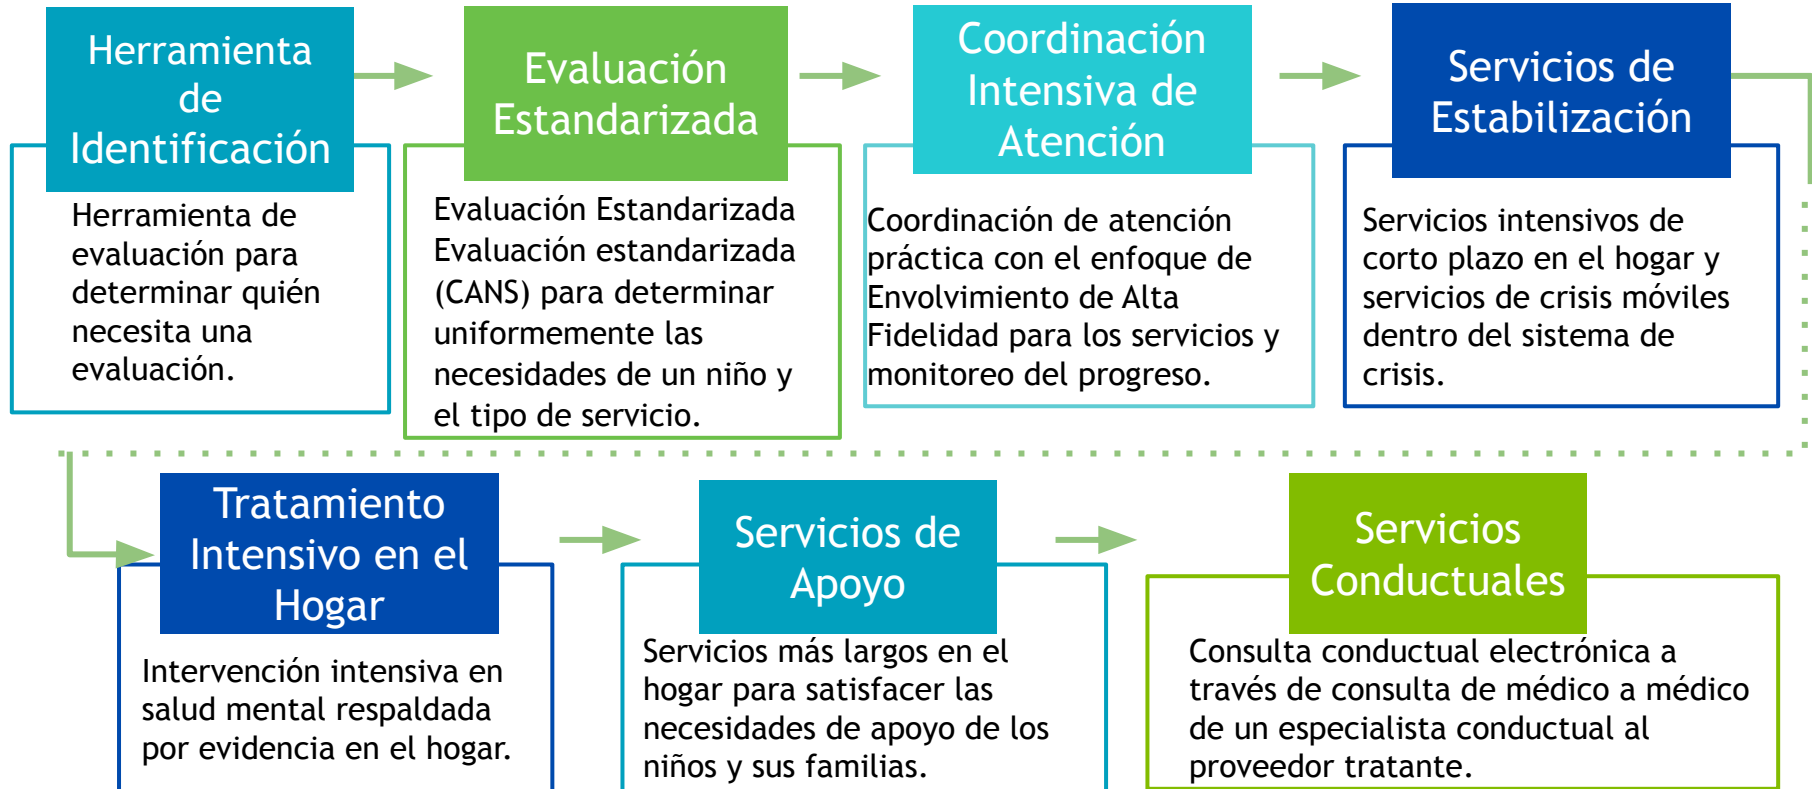 Herramienta
de
Identificación
Herramienta de
evaluación para
determinar quién
necesita una
evaluación.
Evaluación
Estandarizada
Evaluación Estandarizada
Evaluación estandarizada
(CANS) para determinar
uniformemente las
necesidades de un niño y
el tipo de servicio.
Coordinación
Intensiva de
Atención
Coordinación de atención
práctica con el enfoque de
Envolvimiento de Alta
Fidelidad para los servicios y
monitoreo del progreso.
Servicios de
Estabilización
Servicios intensivos de
corto plazo en el hogar y
servicios de crisis móviles
dentro del sistema de
crisis.
Tratamiento
Intensivo en el
Hogar
Intervención intensiva en
salud mental respaldada
por evidencia en el hogar.
Servicios de
Apoyo
Servicios más largos en el
hogar para satisfacer las
necesidades de apoyo de los
niños y sus familias.
Servicios
Conductuales
Consulta conductual electrónica a
través de consulta de médico a médico
de un especialista conductual al
proveedor tratante.